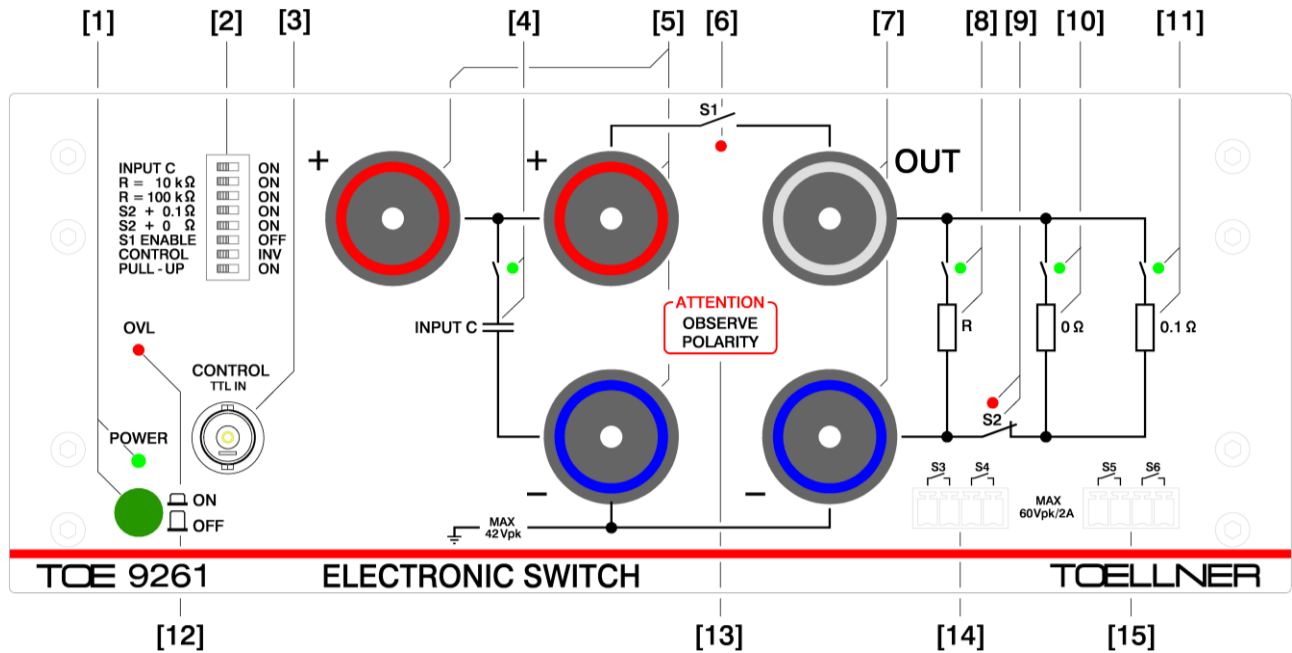 [1] [2] [3] [4] [5] [6] [7] [8] [9] [10] [11]
S1
+ + OUT
INPUT C ON
R = 10 kΩ ON
R = 100 kΩ ON
S2 + 0.1 Ω ON
S2 + 0 Ω ON
S1 ENABLE OFF
CONTROL INV
PULL - UP ON
ATTENTION
OBSERVE
POLARITY
INPUT C
R 0 Ω 0.1 Ω
OVL
CONTROL
TTL IN
S2
POWER
S3 S4 S5 S6
ON
OFF
− −
MAX
42Vpk
MAX
60Vpk/2A
TOE 9261 ELECTRONIC SWITCH TOELLNER
[12] [13] [14] [15]